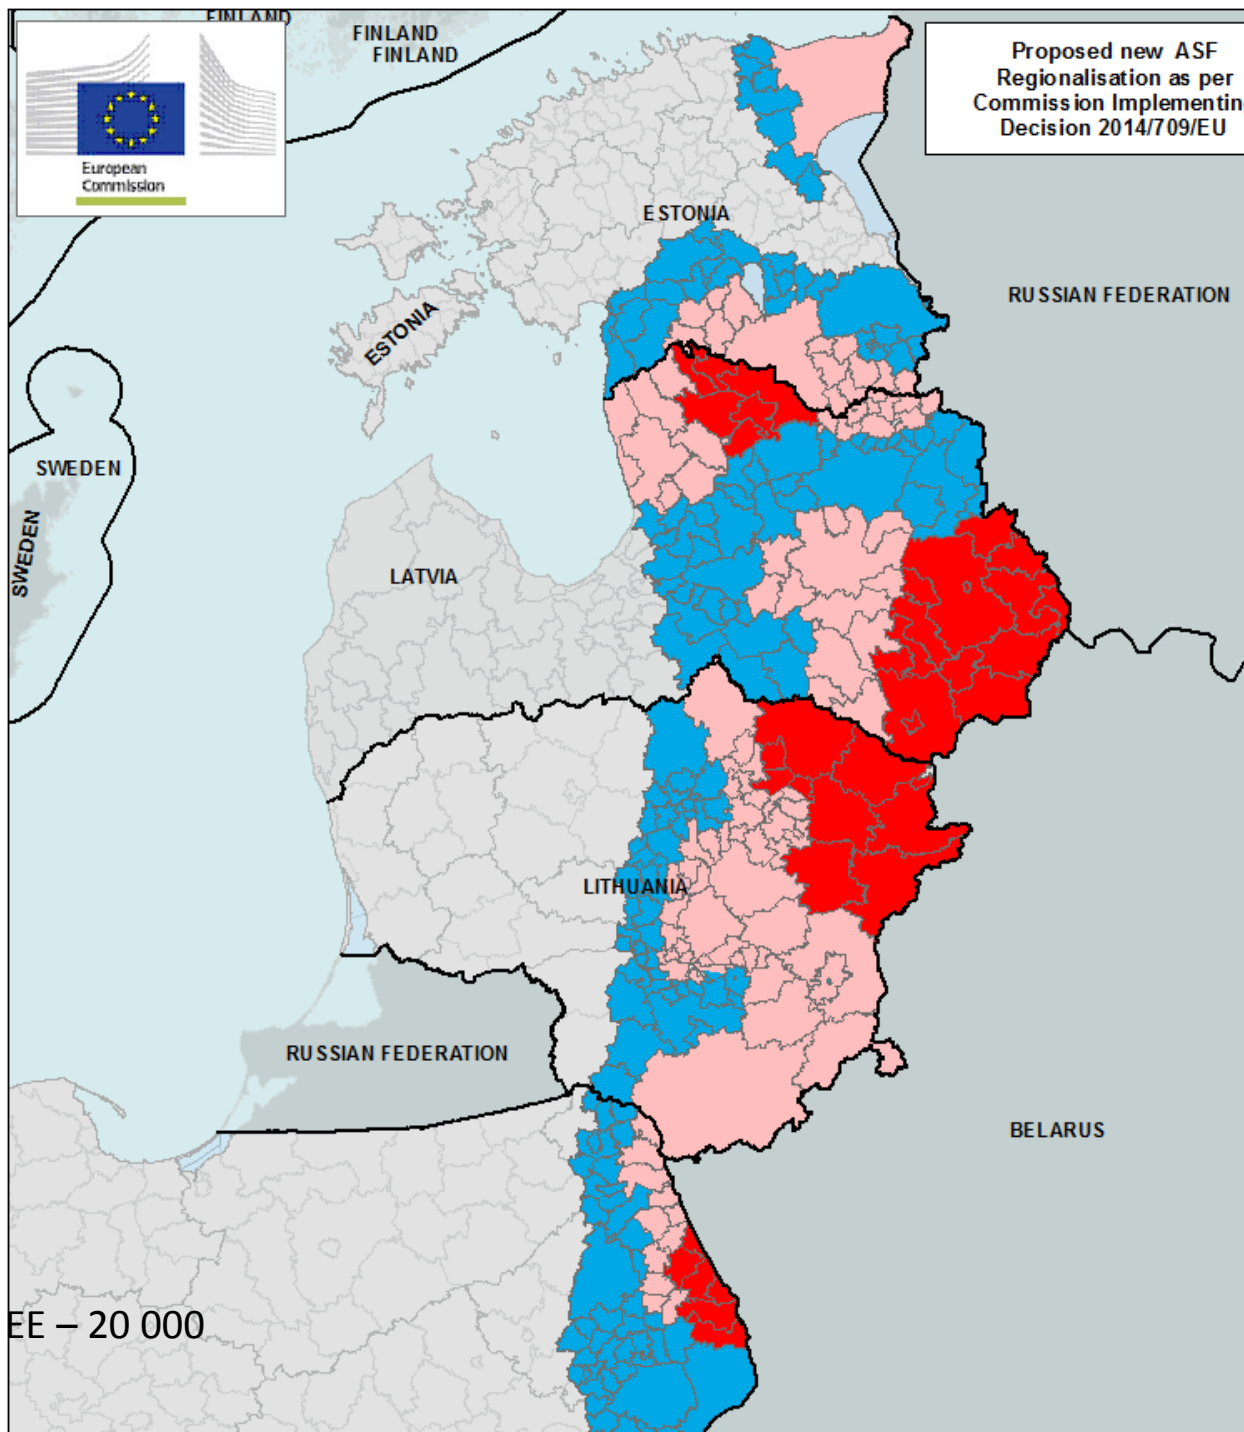 FINLAND
FINLAND
FINLAND
European
Commission
Proposed new ASF
Regionalisation as per
Commission Implementin
Decision 2014/709/EU
ESTONIA
RUSSIAN FEDERATION
ESTONIA
SWEDEN
SWEDEN
LATVIA
LITHUANIA
RUSSIAN FEDERATION
BELARUS
EE – 20 000